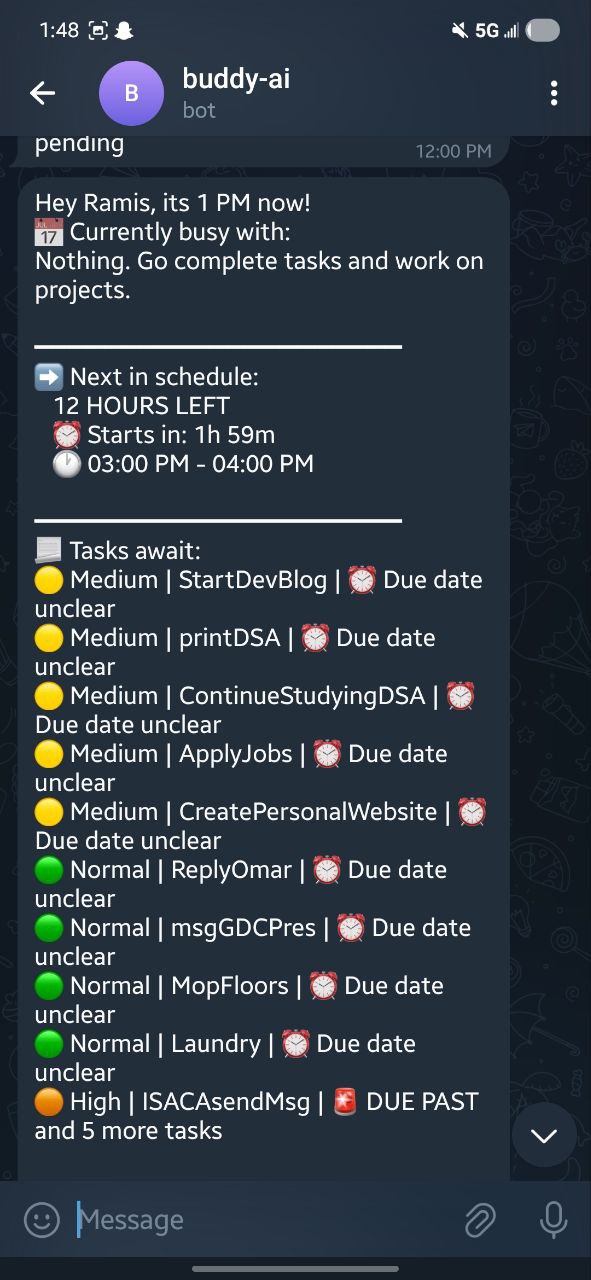 1:48 5G
B buddy-ai
bot
pending 12:00 PM
Hey Ramis, its 1 PM now!
📅 Currently busy with:
Nothing. Go complete tasks and work on
projects.
➡️ Next in schedule:
12 HOURS LEFT
⏰ Starts in: 1h 59m
🕐 03:00 PM - 04:00 PM
Tasks await:
🟡 Medium | StartDevBlog | ⏰ Due date
unclear
🟡 Medium | printDSA | ⏰ Due date
unclear
🟡 Medium | ContinueStudyingDSA | ⏰
Due date unclear
🟡 Medium | ApplyJobs | ⏰ Due date
unclear
🟡 Medium | CreatePersonalWebsite | ⏰
Due date unclear
🟢 Normal | ReplyOmar | ⏰ Due date
unclear
🟢 Normal | msgGDCPres | ⏰ Due date
unclear
🟢 Normal | MopFloors | ⏰ Due date
unclear
🟢 Normal | Laundry | ⏰ Due date
unclear
🟠 High | ISACAsendMsg | 🚨 DUE PAST
and 5 more tasks
Message